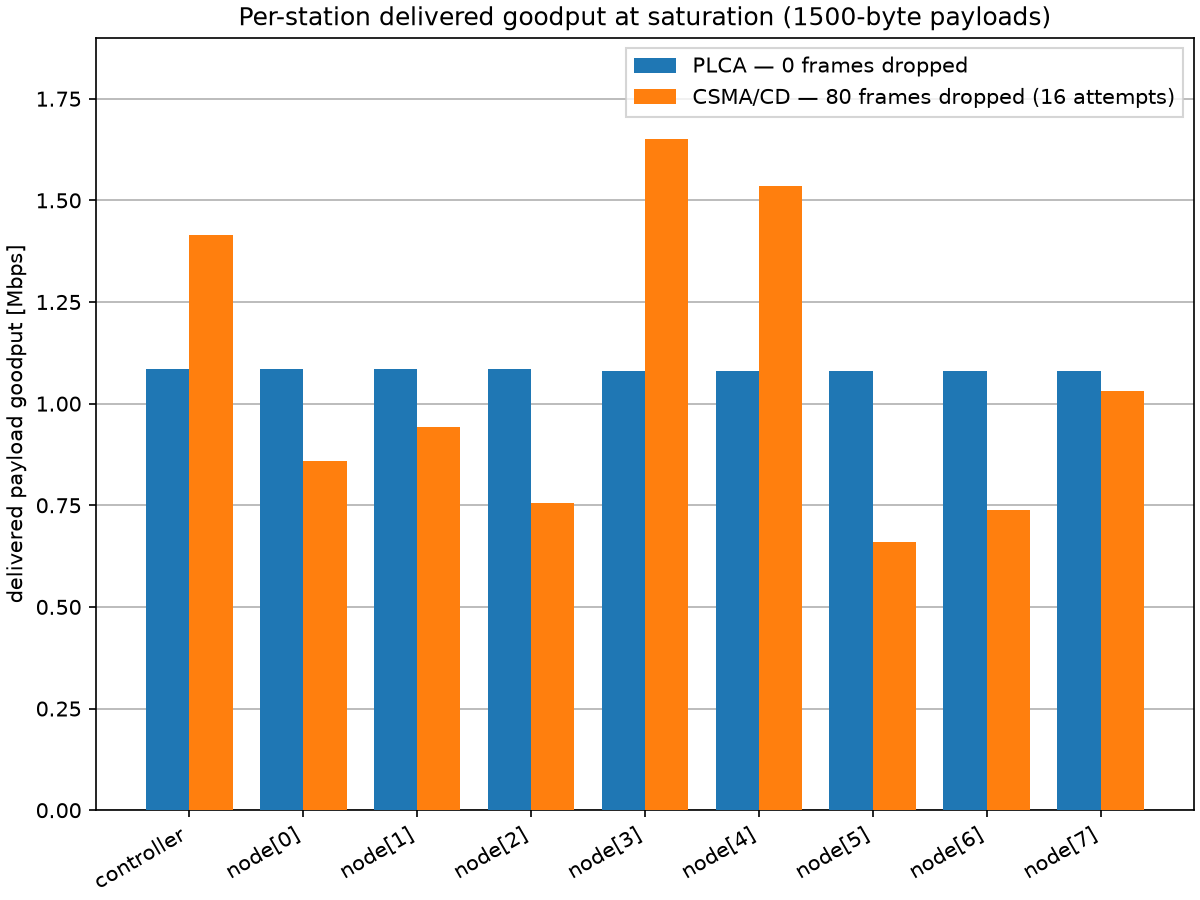 Per-station delivered goodput at saturation (1500-byte payloads)
PLCA — 0 frames dropped
CSMA/CD — 80 frames dropped (16 attempts)
delivered payload goodput [Mbps]
1.75
1.50
1.25
1.00
0.75
0.50
0.25
0.00
controller
node[0]
node[1]
node[2]
node[3]
node[4]
node[5]
node[6]
node[7]